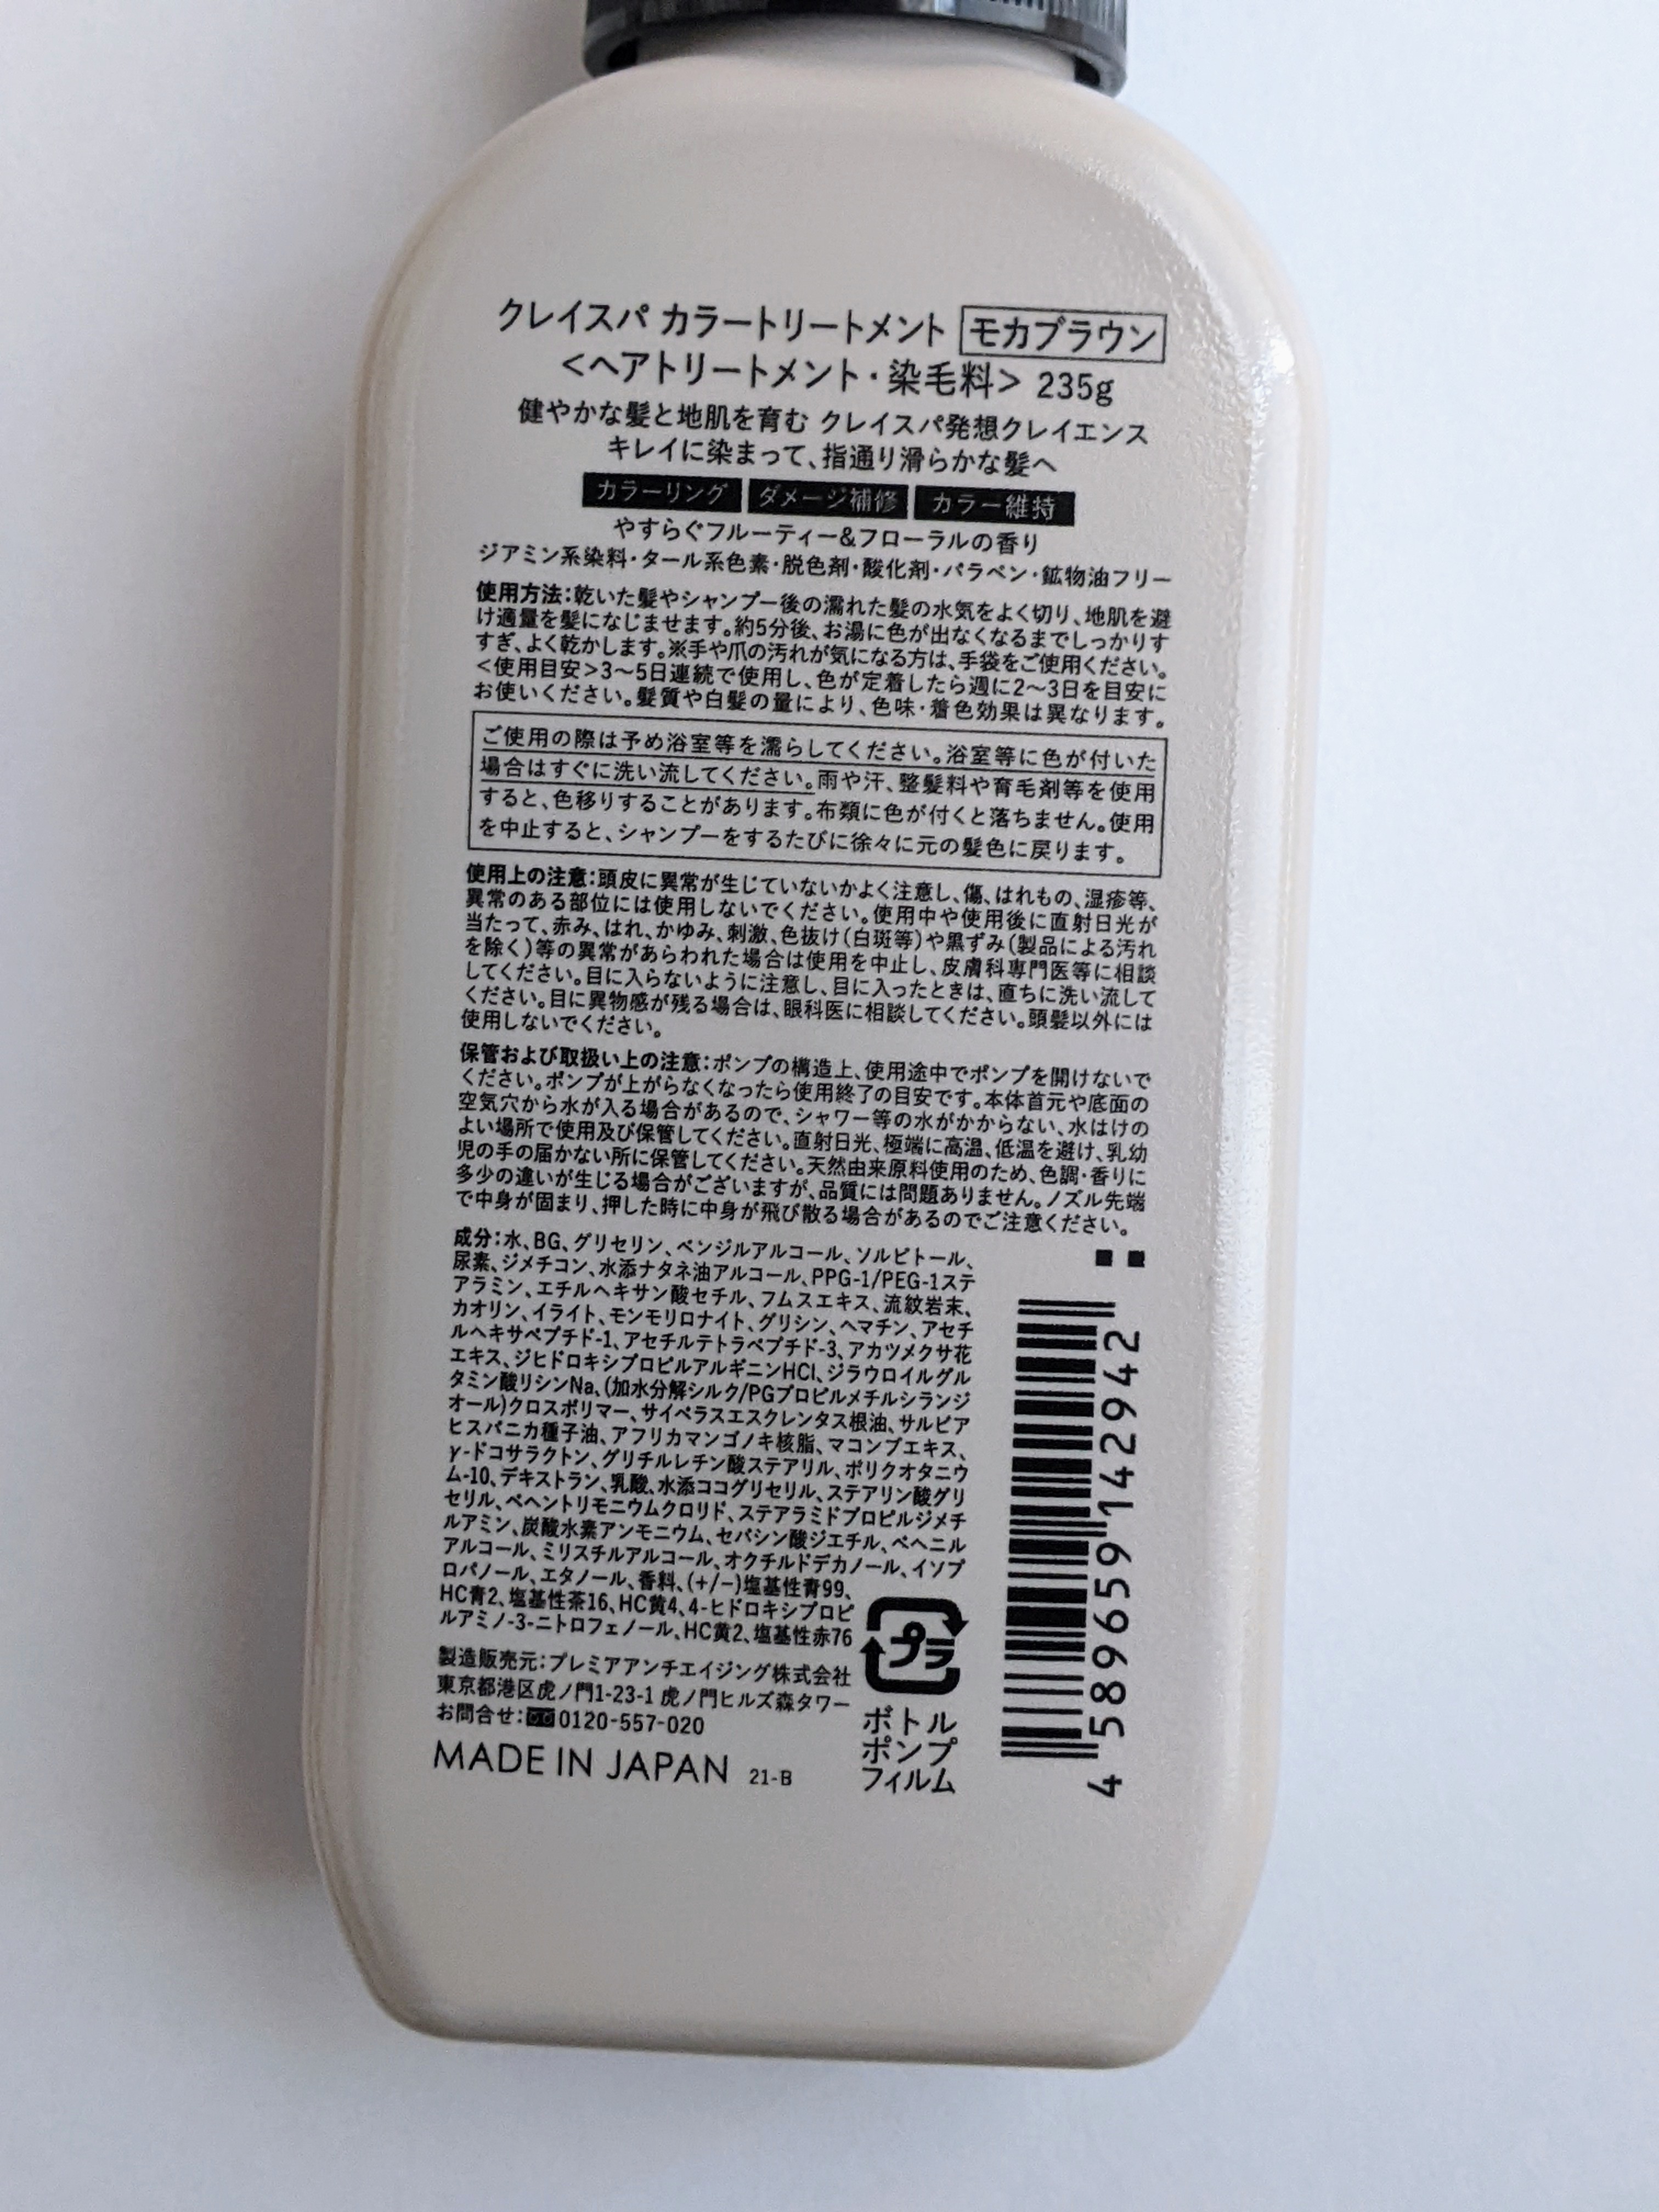 クレイスパ カラートリートメント モカブラウン
＜ヘアトリートメント・染毛料＞ 235g
健やかな髪と地肌を育む クレイスパ発想クレイエンス
キレイに染まって、指通り滑らかな髪へ
カラーリング ダメージ補修 カラー維持
やすらぐフルーティー&フローラルの香り
ジアミン系染料・タール系色素・脱色剤・酸化剤・パラベン・鉱物油フリー
使用方法：乾いた髪やシャンプー後の濡れた髪の水気をよく切り、地肌を避
け適量を髪になじませます。約5分後、お湯に色が出なくなるまでしっかりす
すぎ、よく乾かします。※手や爪の汚れが気になる方は、手袋をご使用ください。
＜使用目安＞3〜5日連続で使用し、色が定着したら週に2〜3日を目安に
お使いください。髪質や白髪の量により、色味・着色効果は異なります。
ご使用の際は予め浴室等を濡らしてください。浴室等に色が付いた
場合はすぐに洗い流してください。雨や汗、整髪料や育毛剤等を使用
すると、色移りすることがあります。布類に色が付くと落ちません。使用
を中止すると、シャンプーをするたびに徐々に元の髪色に戻ります。
使用上の注意：頭皮に異常が生じていないかよく注意し、傷、はれもの、湿疹等、
異常のある部位には使用しないでください。使用中や使用後に直射日光が
当たって、赤み、はれ、かゆみ、刺激、色抜け（白斑等）や黒ずみ（製品による汚れ
を除く）等の異常があらわれた場合は使用を中止し、皮膚科専門医等に相談
してください。目に入らないように注意し、目に入ったときは、直ちに洗い流して
ください。目に異物感が残る場合は、眼科医に相談してください。頭髪以外には
使用しないでください。
保管および取扱い上の注意：ポンプの構造上、使用途中でポンプを開けないで
ください。ポンプが上がらなくなったら使用終了の目安です。本体首元や底面の
空気穴から水が入る場合があるので、シャワー等の水がかからない、水はけの
よい場所で使用及び保管してください。直射日光、極端に高温、低温を避け、乳幼
児の手の届かない所に保管してください。天然由来原料使用のため、色調・香りに
多少の違いが生じる場合がございますが、品質には問題ありません。ノズル先端
で中身が固まり、押した時に中身が飛び散る場合があるのでご注意ください。
成分：水、BG、グリセリン、ベンジルアルコール、ソルビトール、
尿素、ジメチコン、水添ナタネ油アルコール、PPG-1/PEG-1ステ
アラミン、エチルヘキサン酸セチル、フムスエキス、流紋岩末、
カオリン、イライト、モンモリロナイト、グリシン、ヘマチン、アセチ
ルヘキサペプチド-1、アセチルテトラペプチド-3、アカツメクサ花
エキス、ジヒドロキシプロピルアルギニンHCl、ジラウロイルグル
タミン酸リシンNa、(加水分解シルク/PGプロピルメチルシランジ
オール)クロスポリマー、サイペラスエスクレンタス根油、サルビア
ヒスパニカ種子油、アフリカマンゴノキ核脂、マコンブエキス、
γ-ドコサラクトン、グリチルレチン酸ステアリル、ポリクオタニウ
ム-10、デキストラン、乳酸、水添ココグリセリル、ステアリン酸グリ
セリル、ベヘントリモニウムクロリド、ステアラミドプロピルジメチ
ルアミン、炭酸水素アンモニウム、セバシン酸ジエチル、ベヘニル
アルコール、ミリスチルアルコール、オクチルドデカノール、イソプ
ロパノール、エタノール、香料、(+/−)塩基性青99、
HC青2、塩基性茶16、HC黄4、4-ヒドロキシプロピ
ルアミノ-3-ニトロフェノール、HC黄2、塩基性赤76
製造販売元：プレミアアンチエイジング株式会社
東京都港区虎ノ門1-23-1 虎ノ門ヒルズ森タワー
お問合せ：0120-557-020
MADE IN JAPAN 21-B
プラ
ボトル
ポンプ
フィルム
4 589659 142942